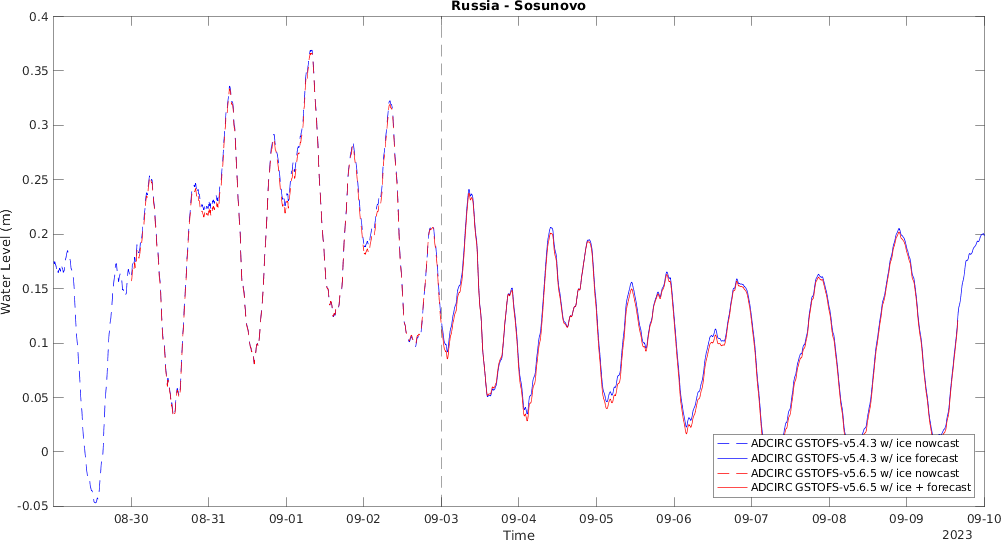 Russia - Sosunovo
0.4
0.35
0.3
0.25
0.2
0.15
0.1
0.05
0
-0.05
Water Level (m)
08-30 08-31 09-01 09-02 09-03 09-04 09-05 09-06 09-07 09-08 09-09 09-10
Time
2023
ADCIRC GSTOFS-v5.4.3 w/ ice nowcast
ADCIRC GSTOFS-v5.4.3 w/ ice forecast
ADCIRC GSTOFS-v5.6.5 w/ ice nowcast
ADCIRC GSTOFS-v5.6.5 w/ ice + forecast